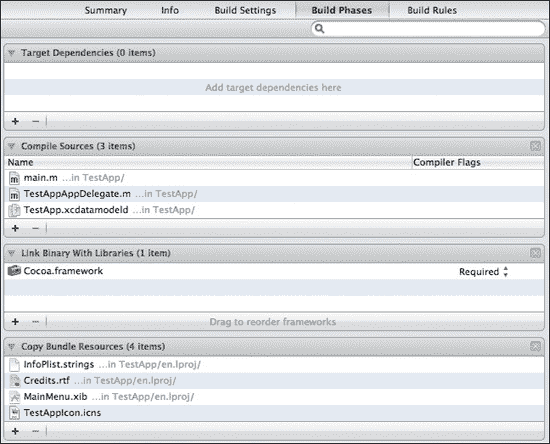 Summary Info Build Settings Build Phases Build Rules
Target Dependencies (0 items)
Add target dependencies here
Compile Sources (3 items)
Name Compiler Flags
main.m ...in TestApp/
TestAppAppDelegate.m ...in TestApp/
TestApp.xcdatamodeld ...in TestApp/
Link Binary With Libraries (1 item)
Cocoa.framework Required
Drag to reorder frameworks
Copy Bundle Resources (4 items)
InfoPlist.strings ...in TestApp/en.lproj/
Credits.rtf ...in TestApp/en.lproj/
MainMenu.xib ...in TestApp/en.lproj/
TestAppIcon.icns